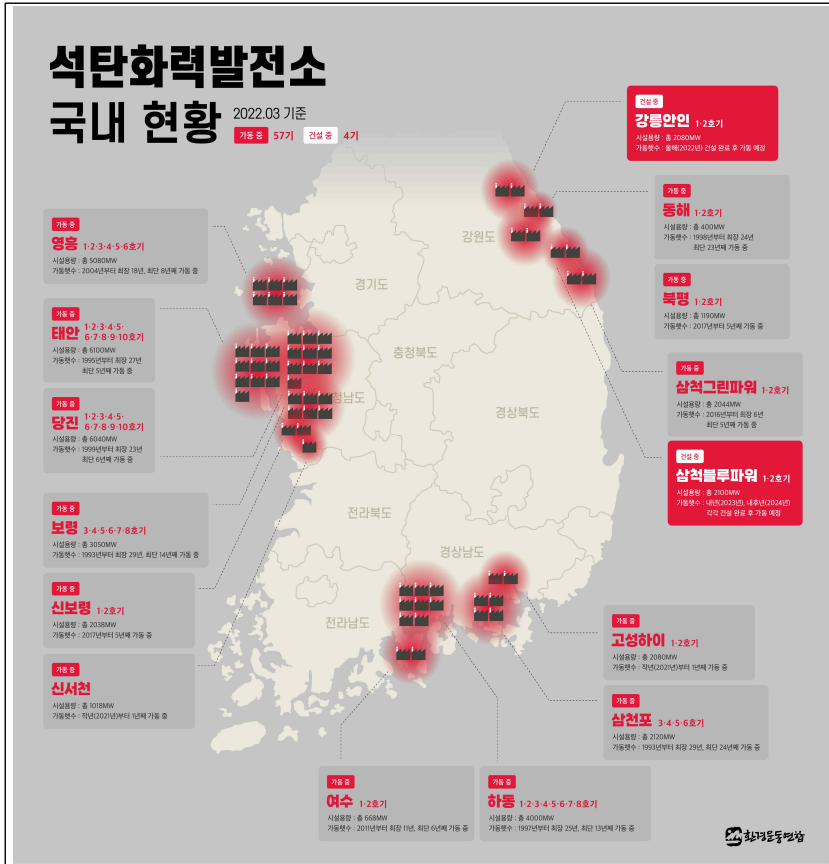 석탄화력발전소
국내 현황 2022.03 기준
가동 중 57기 건설 중 4기
건설 중
강릉안인 1·2호기
시설용량 : 총 2080MW
가동햇수 : 올해(2022년) 건설 완료 후 가동 예정
가동 중
동해 1·2호기
시설용량 : 총 400MW
가동햇수 : 1998년부터 최장 24년
최단 23년째 가동 중
가동 중
북평 1·2호기
시설용량 : 총 1190MW
가동햇수 : 2017년부터 5년째 가동 중
가동 중
삼척그린파워 1·2호기
시설용량 : 총 2044MW
가동햇수 : 2016년부터 최장 6년
최단 5년째 가동 중
건설 중
삼척블루파워 1·2호기
시설용량 : 총 2100MW
가동햇수 : 내년(2023년), 내후년(2024년)
각각 건설 완료 후 가동 예정
가동 중
영흥 1·2·3·4·5·6호기
시설용량 : 총 5080MW
가동햇수 : 2004년부터 최장 18년, 최단 8년째 가동 중
가동 중
태안 1·2·3·4·5·
6·7·8·9·10호기
시설용량 : 총 6100MW
가동햇수 : 1995년부터 최장 27년
최단 5년째 가동 중
가동 중
당진 1·2·3·4·5·
6·7·8·9·10호기
시설용량 : 총 6040MW
가동햇수 : 1999년부터 최장 23년
최단 6년째 가동 중
가동 중
보령 3·4·5·6·7·8호기
시설용량 : 총 3050MW
가동햇수 : 1993년부터 최장 29년, 최단 14년째 가동 중
가동 중
신보령 1·2호기
시설용량 : 총 2038MW
가동햇수 : 2017년부터 5년째 가동 중
가동 중
신서천
시설용량 : 총 1018MW
가동햇수 : 작년(2021년)부터 1년째 가동 중
강원도
경기도
충청북도
청남도
경상북도
전라북도
경상남도
전라남도
가동 중
고성하이 1·2호기
시설용량 : 총 2080MW
가동햇수 : 작년(2021년)부터 1년째 가동 중
가동 중
삼천포 3·4·5·6호기
시설용량 : 총 2120MW
가동햇수 : 1993년부터 최장 29년, 최단 24년째 가동 중
가동 중
여수 1·2호기
시설용량 : 총 668MW
가동햇수 : 2011년부터 최장 11년, 최단 6년째 가동 중
가동 중
하동 1·2·3·4·5·6·7·8호기
시설용량 : 총 4000MW
가동햇수 : 1997년부터 최장 25년, 최단 13년째 가동 중
환경운동연합